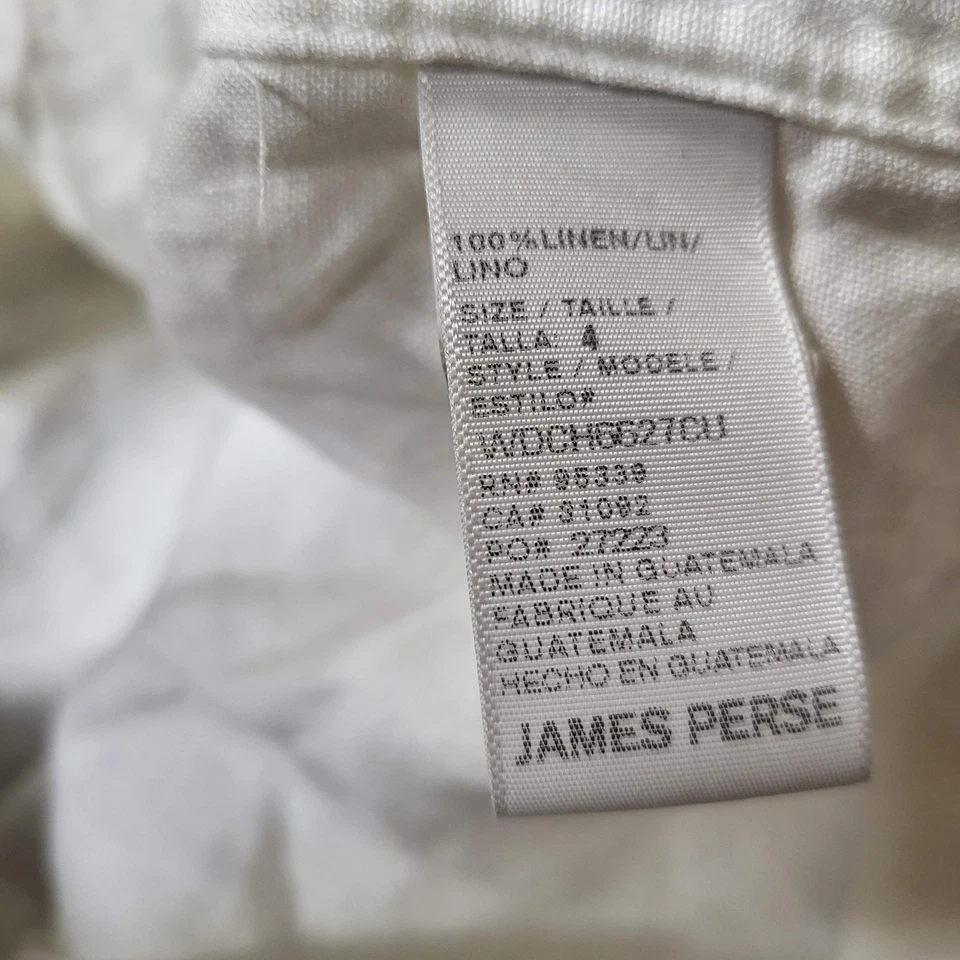 100%LINEN/LIN/
LINO
SIZE / TAILLE /
TALLA: 4
STYLE / MODELE /
ESTILO#
WDCH6627CU
RN# 95339
CA# 31092
PO# 27223
MADE IN GUATEMALA
FABRIQUE AU
GUATEMALA
HECHO EN GUATEMALA
JAMES PERSE